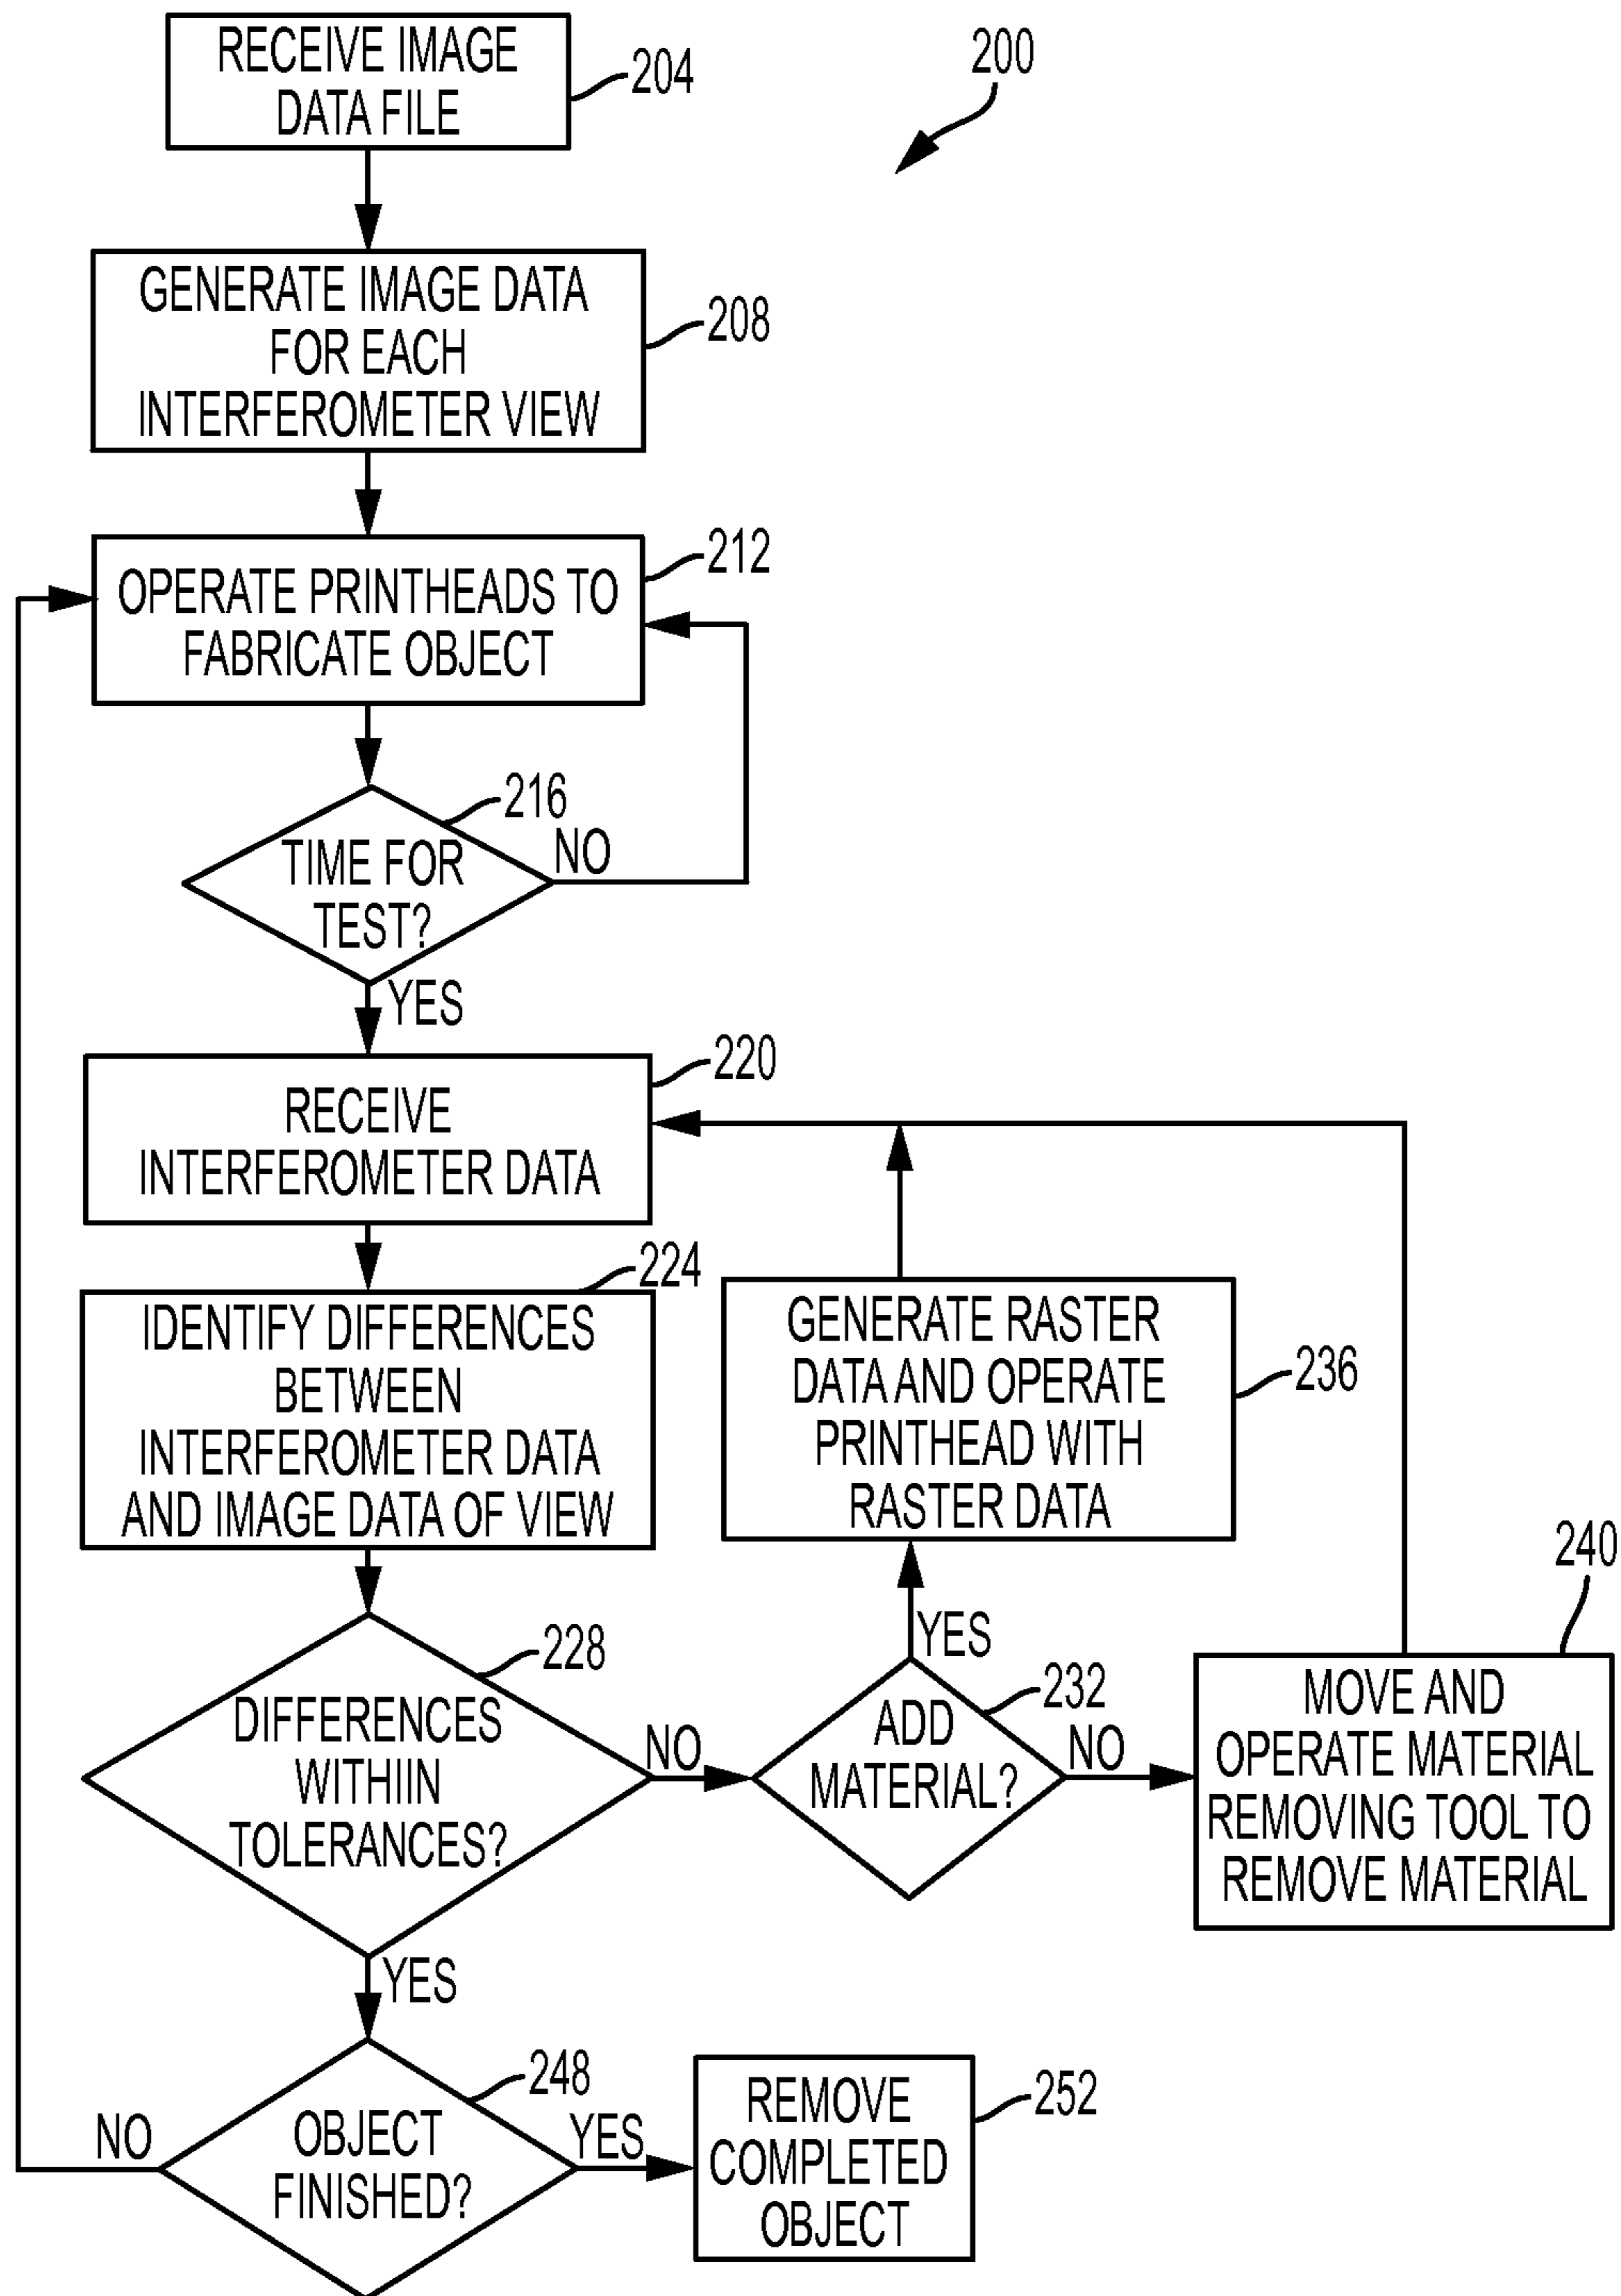 RECEIVE IMAGE
DATA FILE
204
200
GENERATE IMAGE DATA
FOR EACH
INTERFEROMETER VIEW
208
OPERATE PRINTHEADS TO
FABRICATE OBJECT
212
216
TIME FOR
TEST?
NO
YES
RECEIVE
INTERFEROMETER DATA
220
IDENTIFY DIFFERENCES
BETWEEN
INTERFEROMETER DATA
AND IMAGE DATA OF VIEW
224
GENERATE RASTER
DATA AND OPERATE
PRINTHEAD WITH
RASTER DATA
236
DIFFERENCES
WITHIIN
TOLERANCES?
228
NO
YES
ADD
MATERIAL?
232
YES
NO
MOVE AND
OPERATE MATERIAL
REMOVING TOOL TO
REMOVE MATERIAL
240
OBJECT
FINISHED?
248
NO
YES
REMOVE
COMPLETED
OBJECT
252